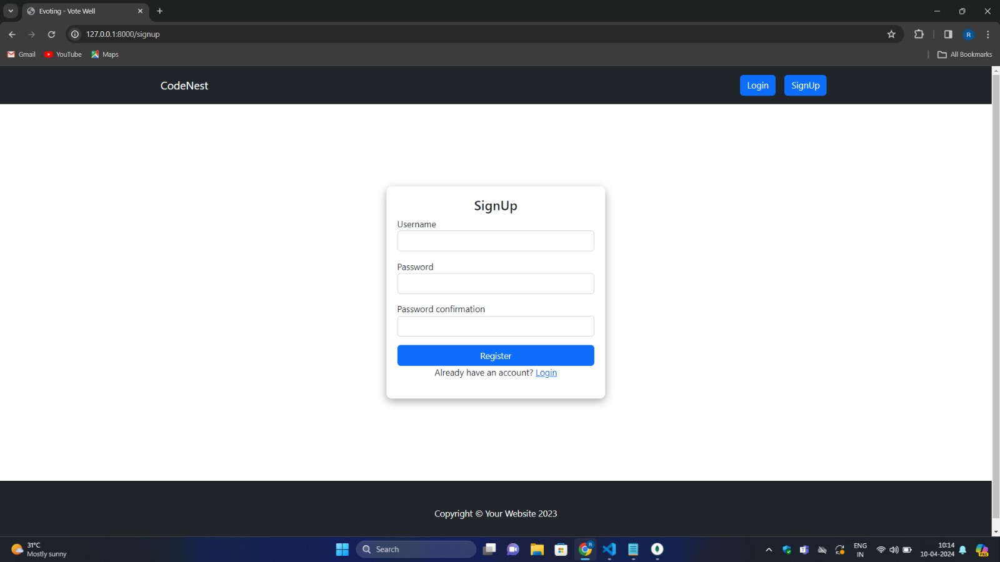 Evoting - Vote Well
127.0.0.1:8000/signup
R
Gmail
YouTube
Maps
All Bookmarks
CodeNest
Login
SignUp
SignUp
Username
Password
Password confirmation
Register
Already have an account? Login
Copyright © Your Website 2023
31°C
Mostly sunny
Search
R
ENG
IN
10:14
10-04-2024
PRE